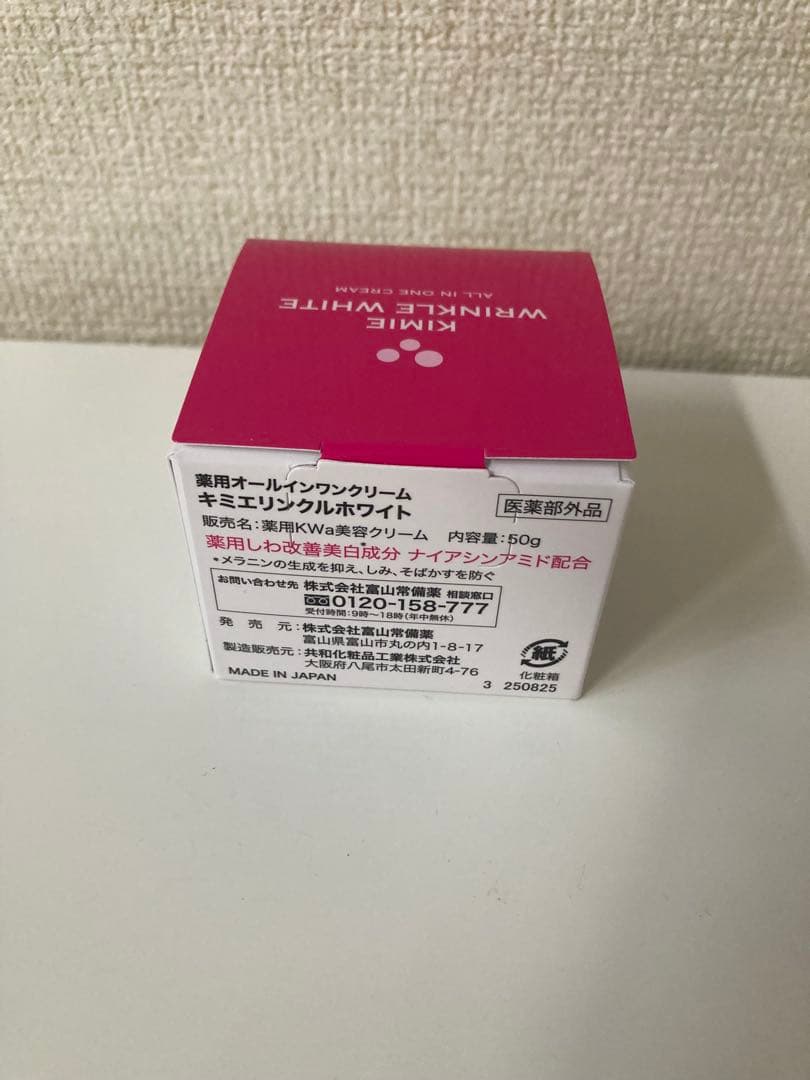 KIMIE
WRINKLE WHITE
ALL IN ONE CREAM
薬用オールインワンクリーム
キミエリンクルホワイト
医薬部外品
販売名:薬用KWa美容クリーム 内容量:50g
薬用しわ改善美白成分* ナイアシンアミド配合
*メラニンの生成を抑え、しみ、そばかすを防ぐ
お問い合わせ先 株式会社富山常備薬 相談窓口
0120-158-777
受付時間:9時〜18時(年中無休)
発売元:株式会社富山常備薬
富山県富山市丸の内1-8-17
製造販売元:共和化粧品工業株式会社
大阪府八尾市太田新町4-76
MADE IN JAPAN
紙
化粧箱
3 250825